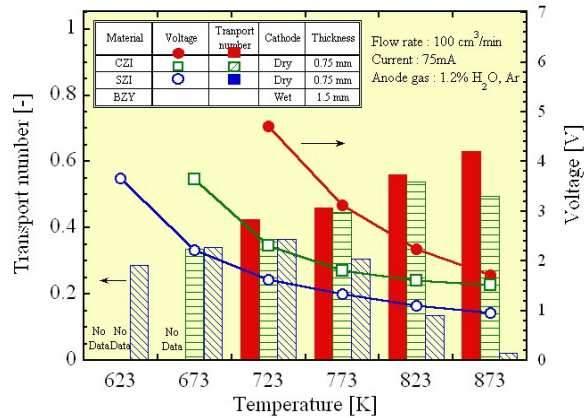 1
0.8
0.6
0.4
0.2
0
Transport number [-]
7
6
5
4
3
2
1
0
Voltage [V]
Material Voltage Tranport number Cathode Thickness
CZI Dry 0.75 mm
SZI Dry 0.75 mm
BZY Wet 1.5 mm
Flow rate : 100 cm³/min
Current : 75mA
Anode gas : 1.2% H₂O, Ar
No Data
No Data
No Data
623 673 723 773 823 873
Temperature [K]